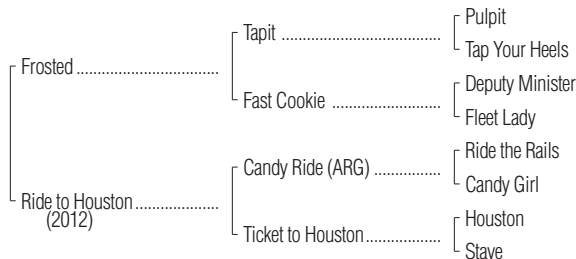 Pulpit
Tapit ..........................................
Tap Your Heels
Frosted ......................................
Deputy Minister
Fast Cookie .............................
Fleet Lady
Ride the Rails
Candy Ride (ARG) ..................
Candy Girl
Ride to Houston ......................
(2012)
Houston
Ticket to Houston....................
Stave